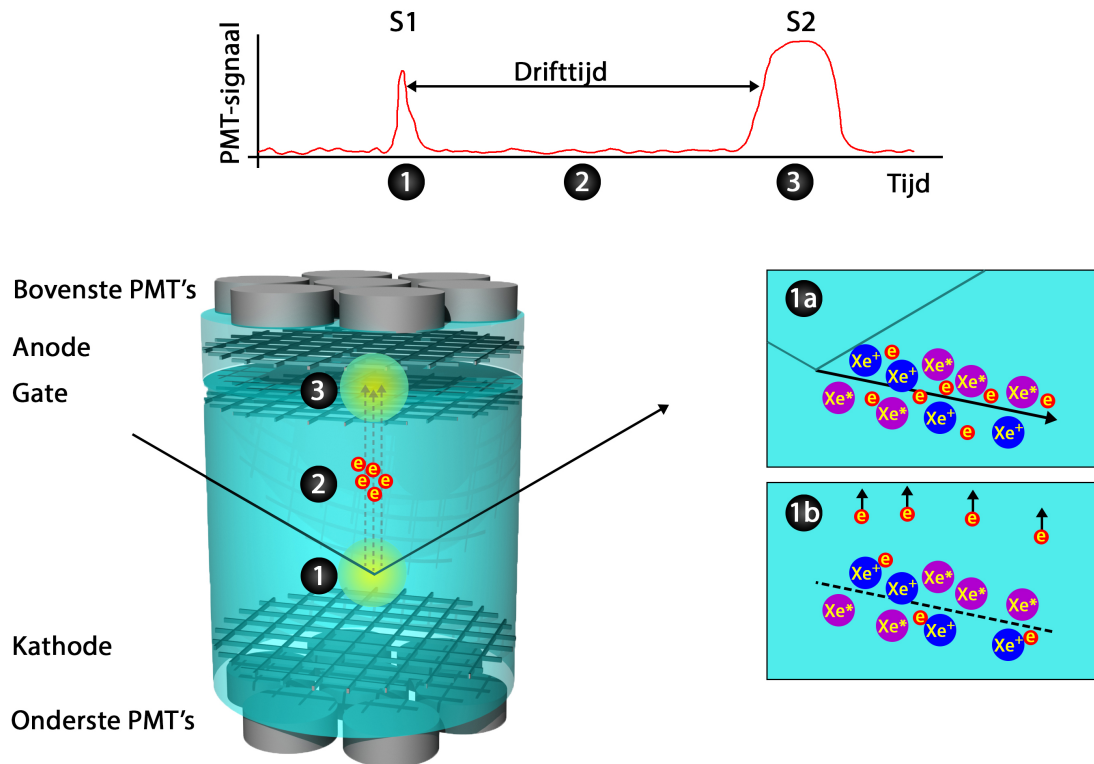 S1
S2
Drifttijd
PMT-signaal
1
2
3
Tijd
Bovenste PMT's
Anode
Gate
3
e
e
e
e
e
2
1
Kathode
Onderste PMT's
1a
Xe⁺
e
Xe⁺
Xe*
Xe*
e
Xe*
Xe*
e
e
e
e
Xe*
Xe⁺
e
Xe⁺
1b
e
e
e
e
Xe⁺
e
Xe⁺
Xe*
Xe*
Xe*
Xe*
Xe*
e
Xe⁺
Xe⁺
e